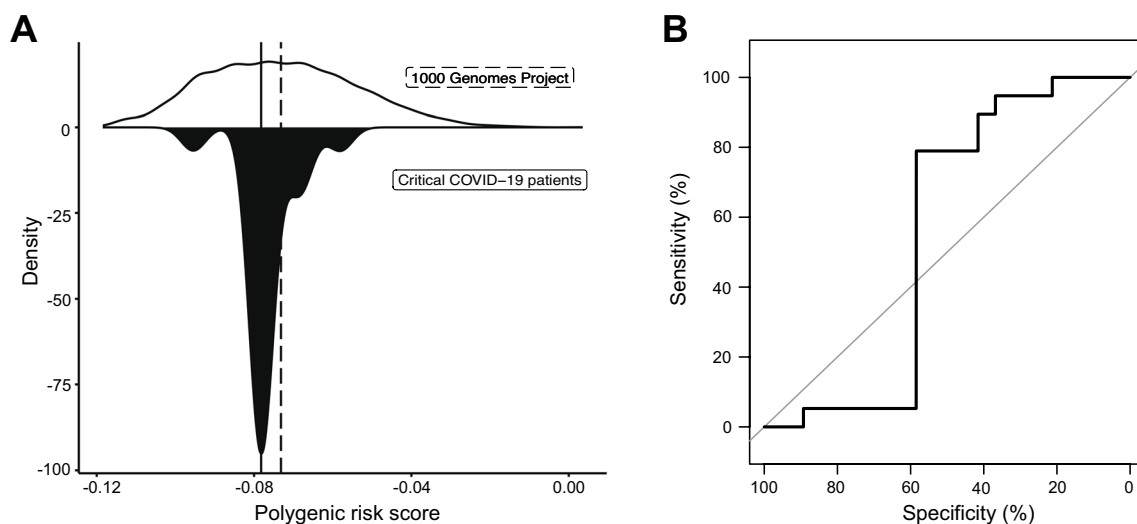 A
1000 Genomes Project
0
Critical COVID−19 patients
-25
Density
-50
-75
-100
-0.12
-0.08
-0.04
0.00
Polygenic risk score
B
100
80
Sensitivity (%)
60
40
20
0
100
80
60
40
20
0
Specificity (%)